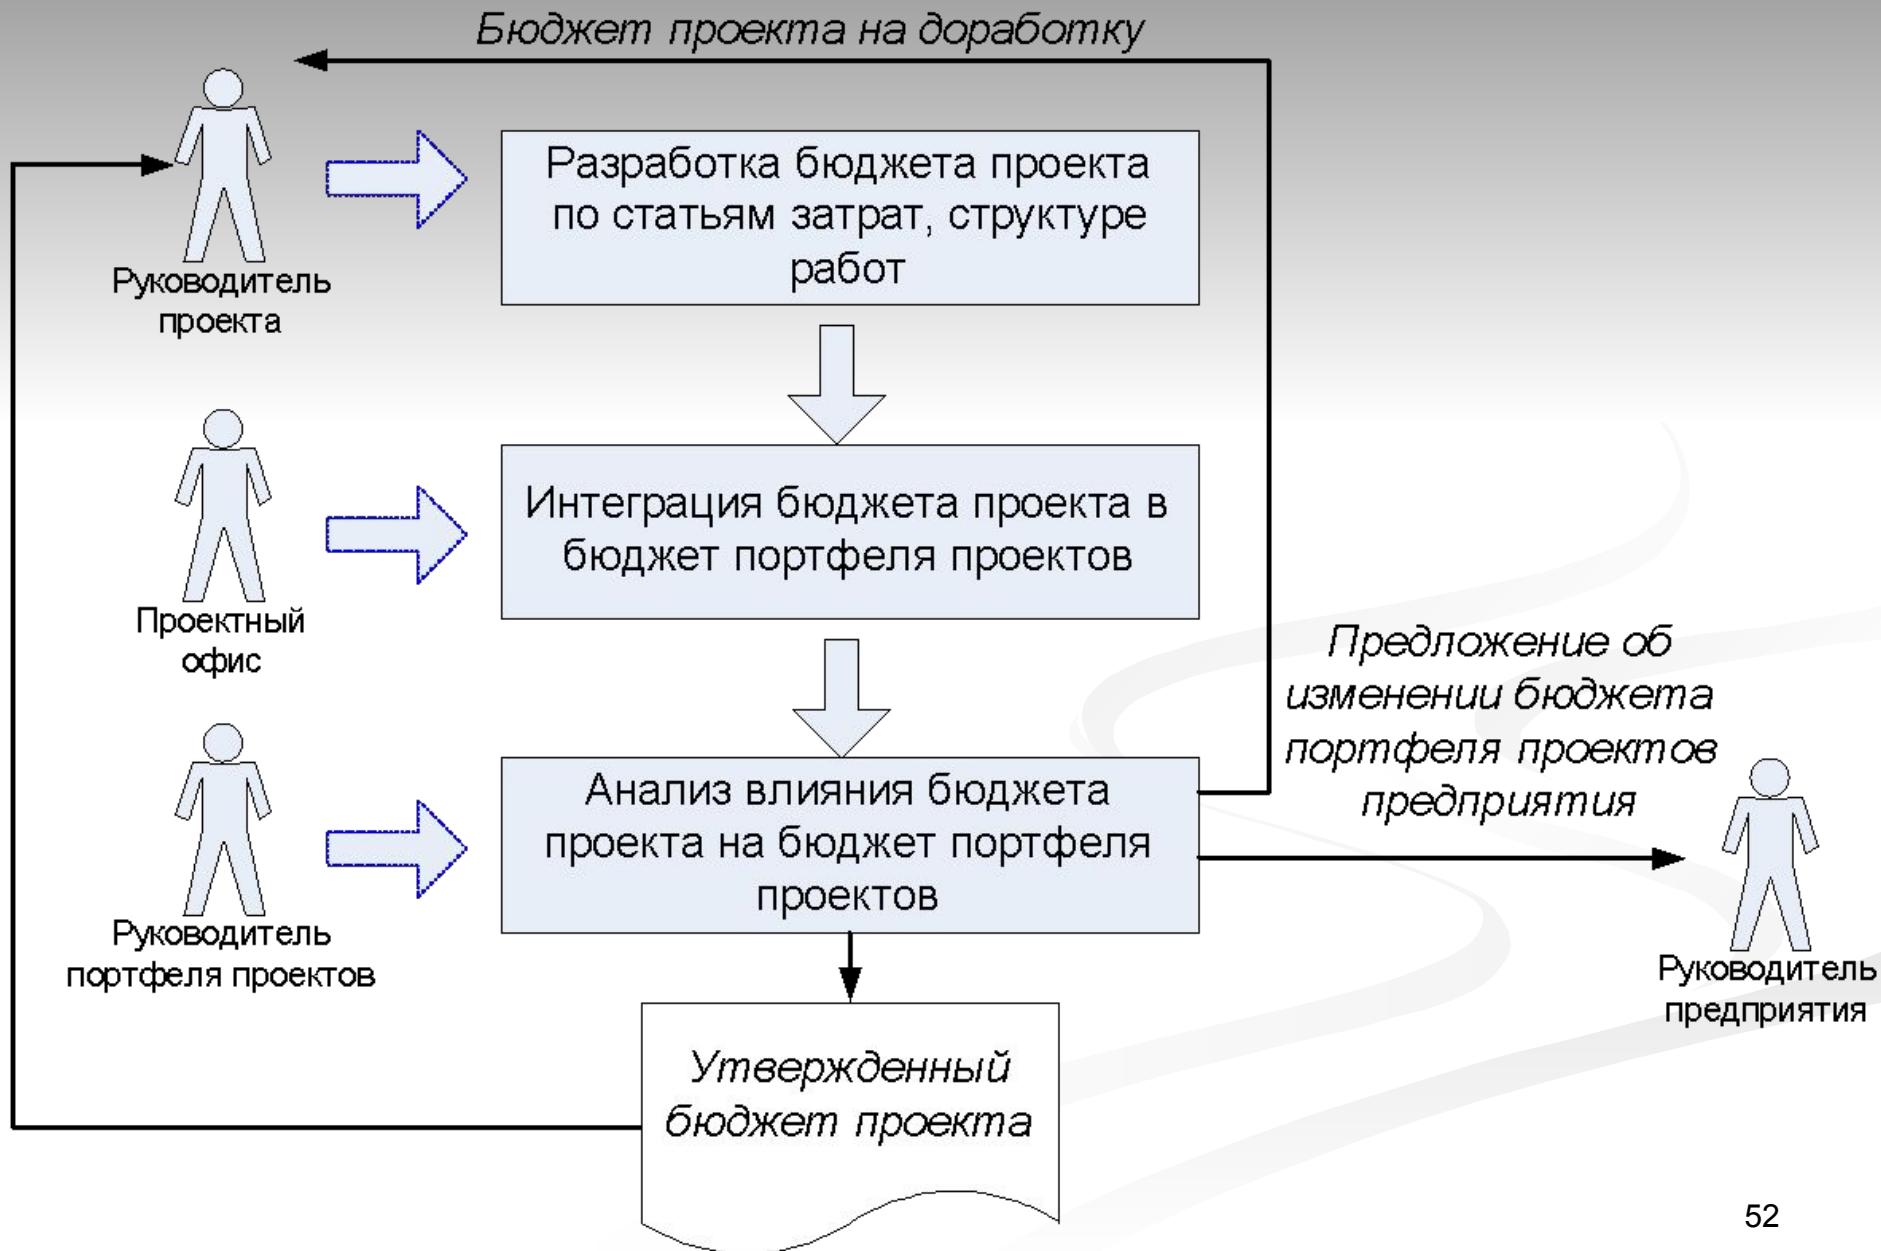 Бюджет проекта на доработку
Разработка бюджета проекта
по статьям затрат, структуре
работ
Руководитель
проекта
Интеграция бюджета проекта в
бюджет портфеля проектов
Проектный
офис
Предложение об
изменении бюджета
портфеля проектов
предприятия
Анализ влияния бюджета
проекта на бюджет портфеля
проектов
Руководитель
портфеля проектов
Руководитель
предприятия
Утвержденный
бюджет проекта
52